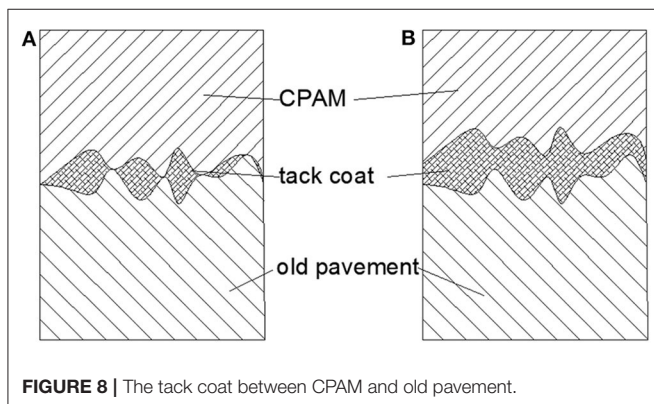 A
B
CPAM
tack coat
old pavement
FIGURE 8 | The tack coat between CPAM and old pavement.